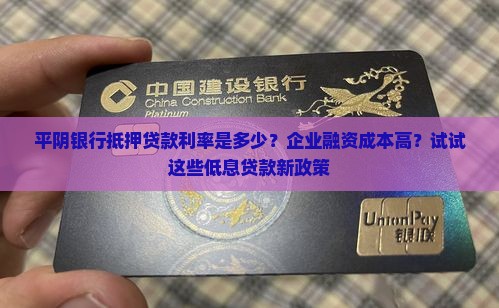 中国建设银行
China Construction Bank
Platinum
平阴银行抵押贷款利率是多少？企业融资成本高？试试
这些低息贷款新政策
UnionPay
银联